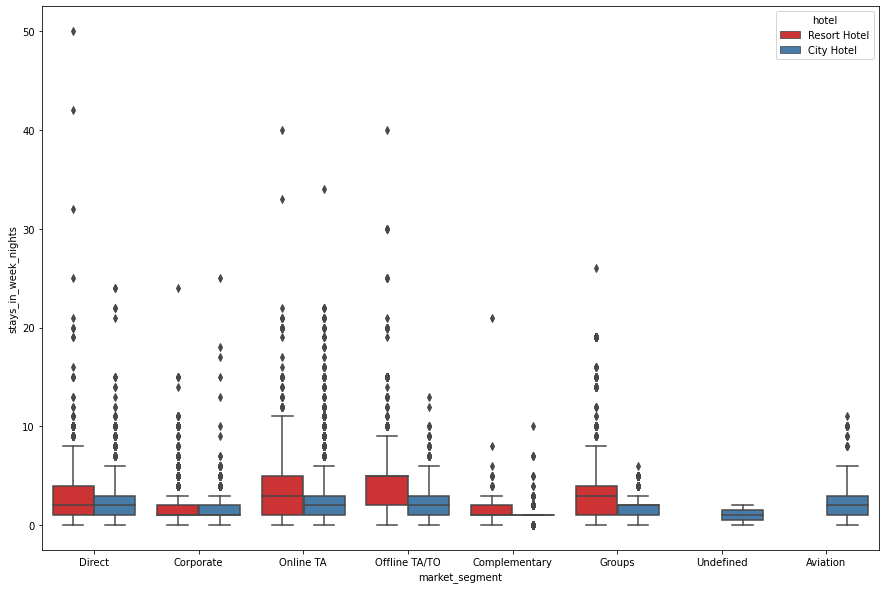 hotel
Resort Hotel
City Hotel
50
40
30
20
10
0
stays_in_week_nights
Direct Corporate Online TA Offline TA/TO Complementary Groups Undefined Aviation
market_segment